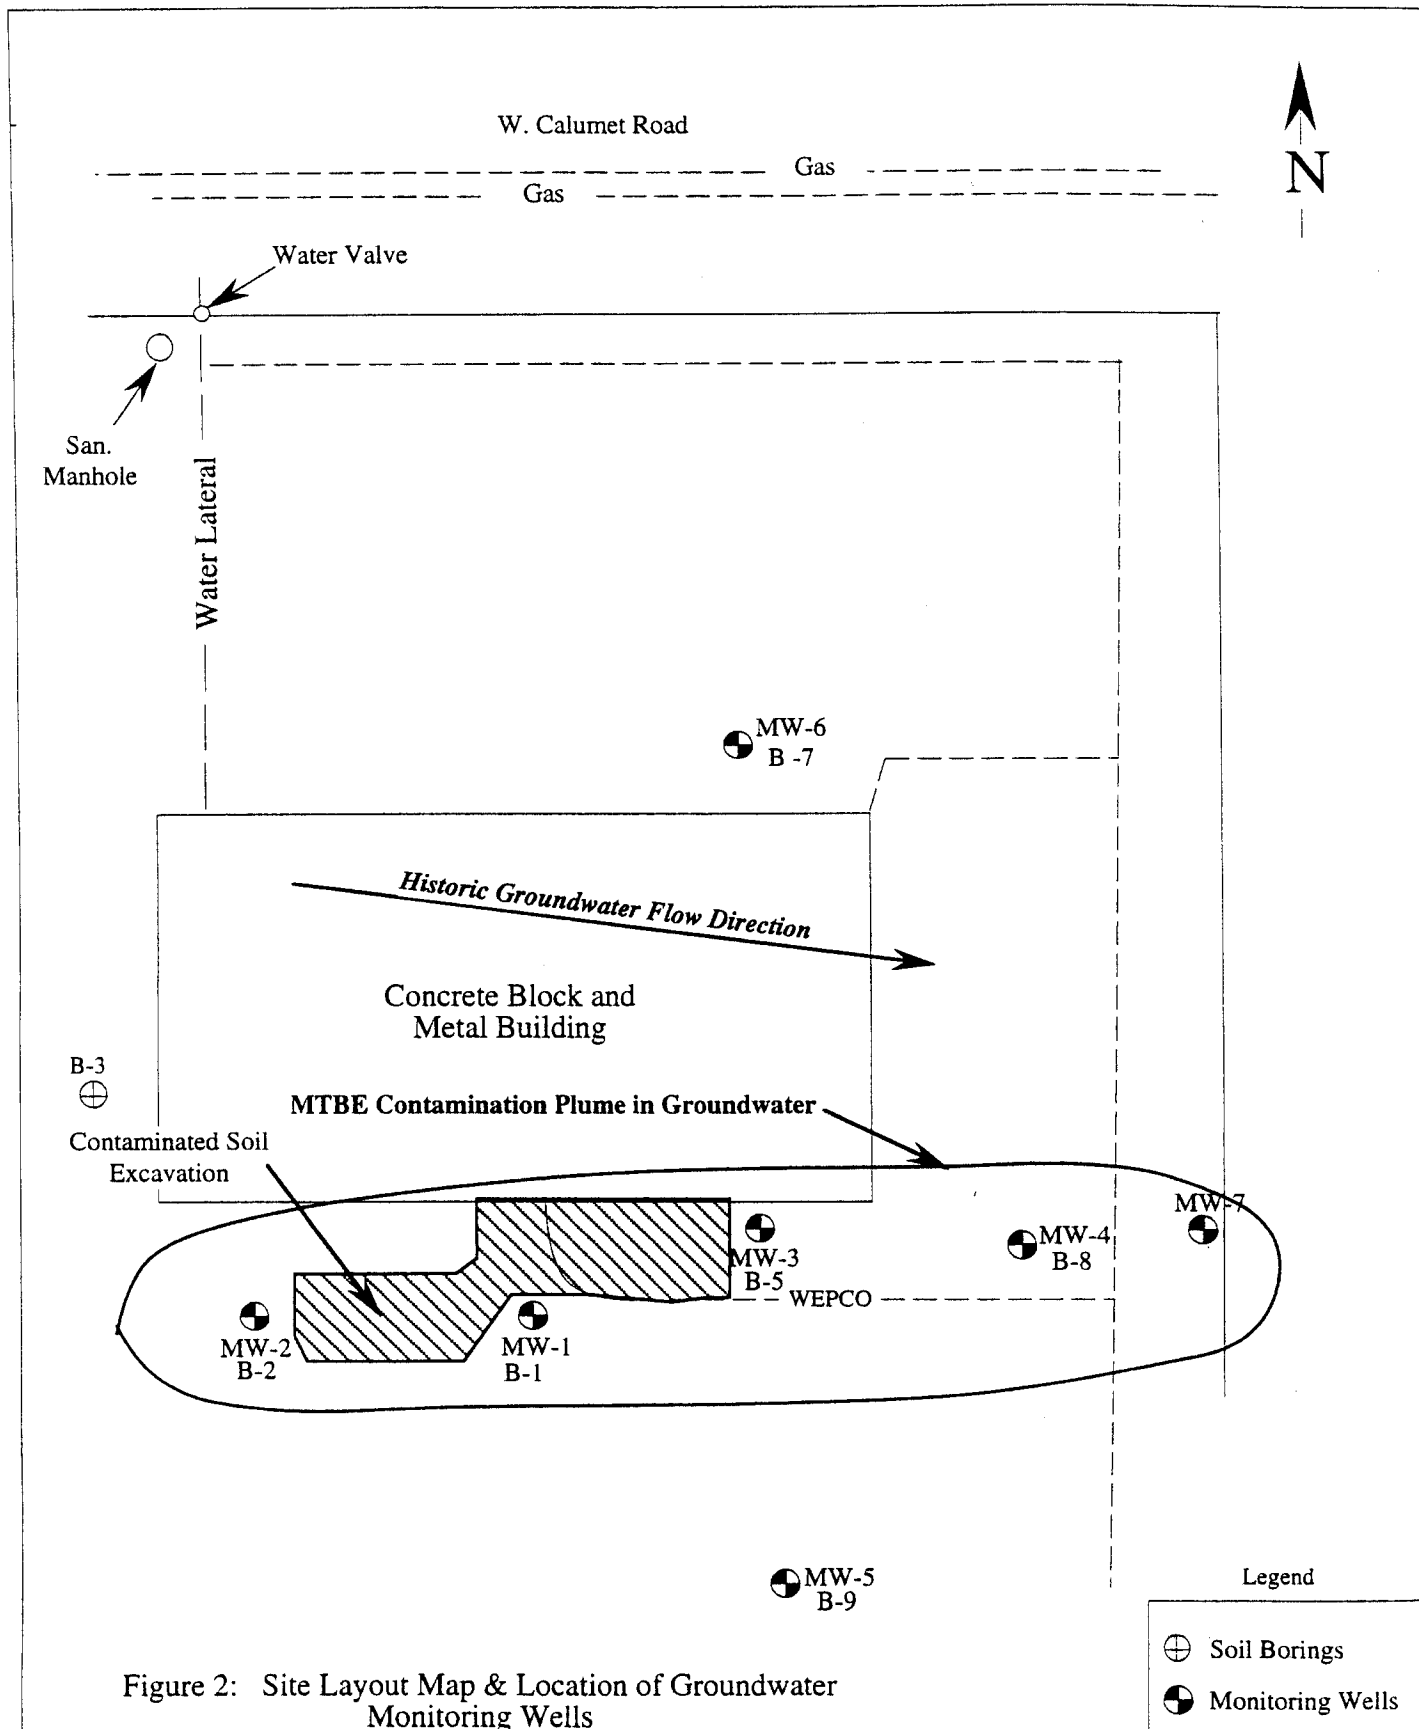 W. Calumet Road
Gas
Gas
N
Water Valve
San.
Manhole
Water Lateral
MW-6
B -7
Historic Groundwater Flow Direction
Concrete Block and
Metal Building
B-3
MTBE Contamination Plume in Groundwater
Contaminated Soil
Excavation
MW-7
MW-4
B-8
MW-3
B-5
WEPCO
MW-2
B-2
MW-1
B-1
MW-5
B-9
Legend
Soil Borings
Monitoring Wells
Figure 2: Site Layout Map & Location of Groundwater
Monitoring Wells